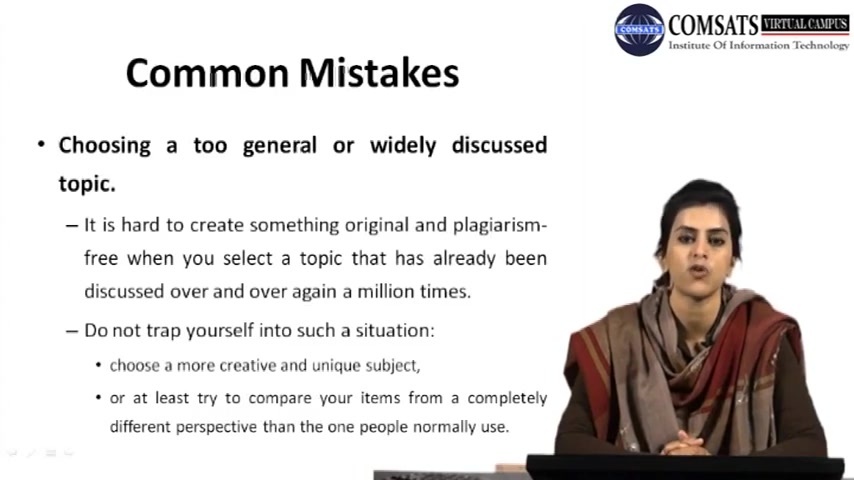 COMSATS
COMSATS VIRTUAL CAMPUS
Institute Of Information Technology
Common Mistakes
• Choosing a too general or widely discussed
topic.
– It is hard to create something original and plagiarism-
free when you select a topic that has already been
discussed over and over again a million times.
– Do not trap yourself into such a situation:
• choose a more creative and unique subject,
• or at least try to compare your items from a completely
different perspective than the one people normally use.